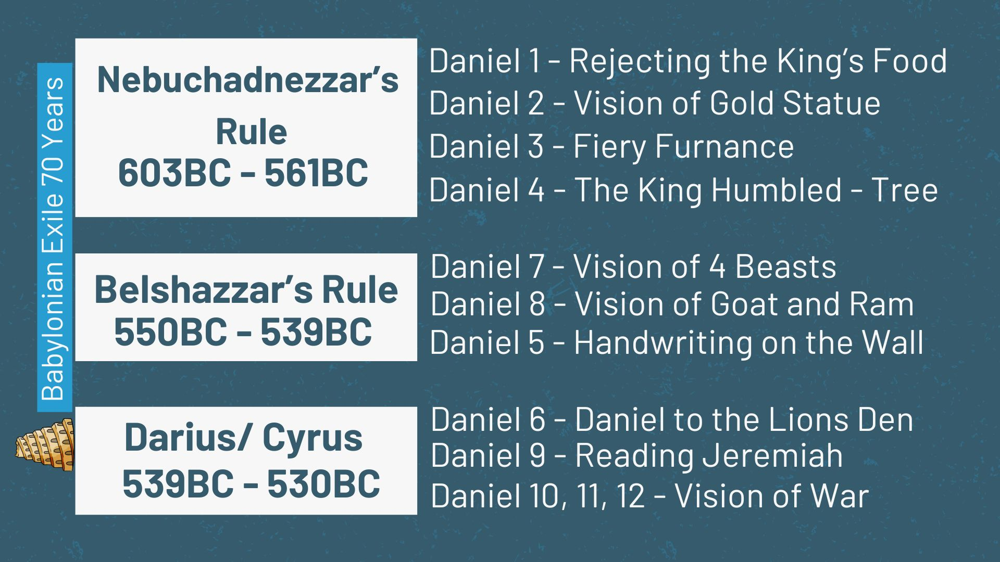 Babylonian Exile 70 Years
Nebuchadnezzar’s
Rule
603BC - 561BC
Daniel 1 - Rejecting the King’s Food
Daniel 2 - Vision of Gold Statue
Daniel 3 - Fiery Furnance
Daniel 4 - The King Humbled - Tree
Belshazzar’s Rule
550BC - 539BC
Daniel 7 - Vision of 4 Beasts
Daniel 8 - Vision of Goat and Ram
Daniel 5 - Handwriting on the Wall
Darius/ Cyrus
539BC - 530BC
Daniel 6 - Daniel to the Lions Den
Daniel 9 - Reading Jeremiah
Daniel 10, 11, 12 - Vision of War